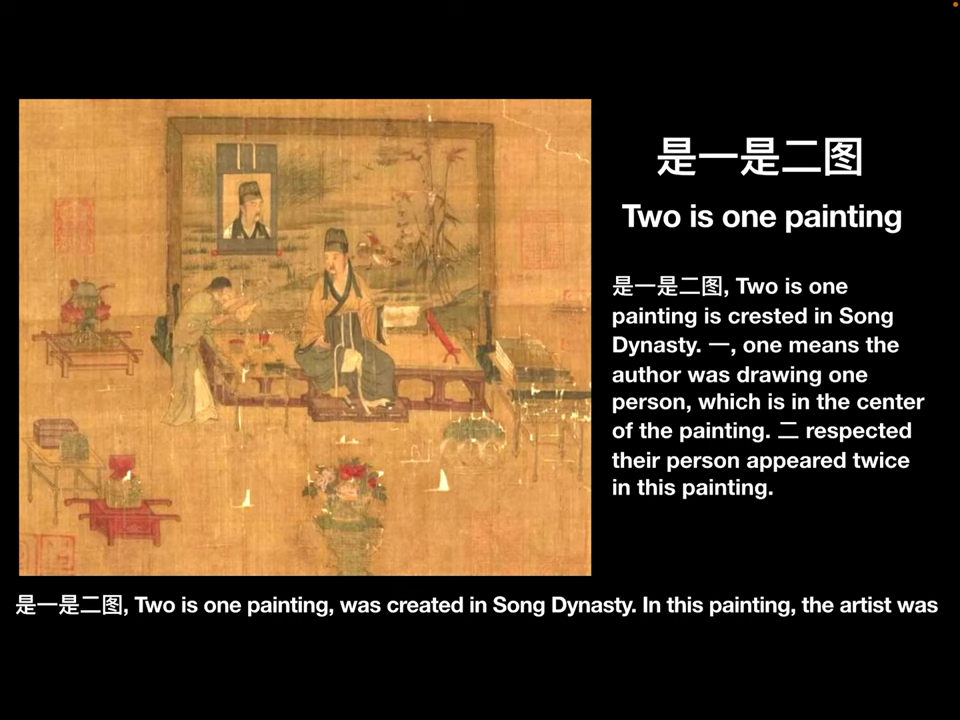 是一是二图
Two is one painting
是一是二图, Two is one
painting is crested in Song
Dynasty. 一, one means the
author was drawing one
person, which is in the center
of the painting. 二 respected
their person appeared twice
in this painting.
是一是二图, Two is one painting, was created in Song Dynasty. In this painting, the artist was